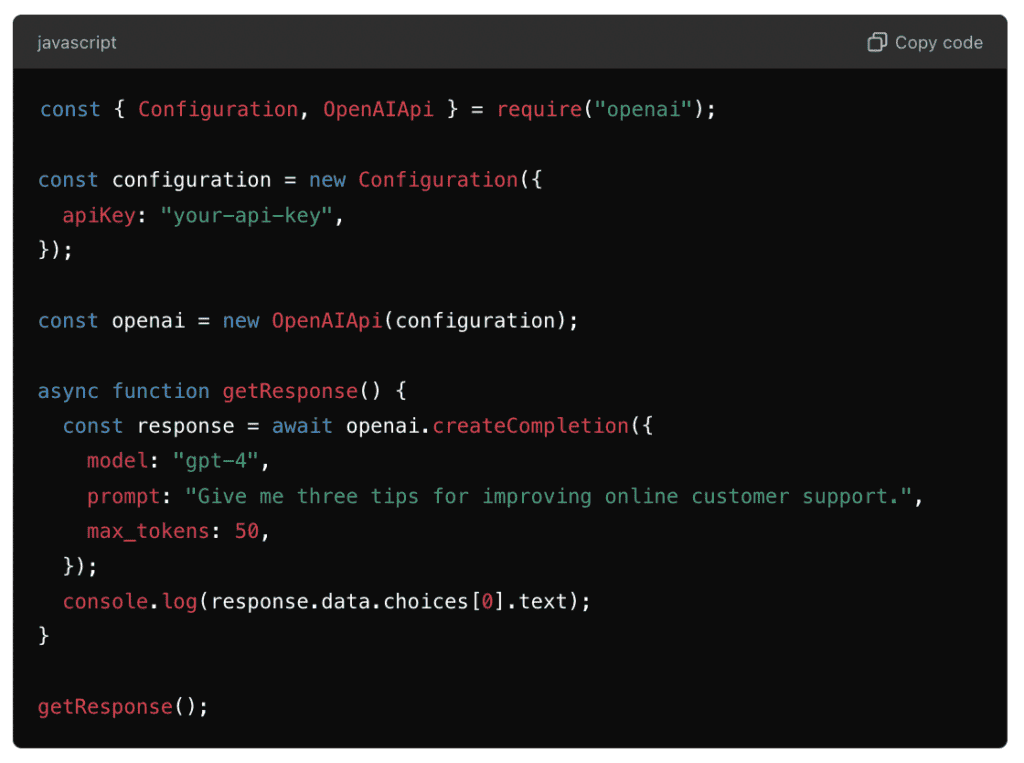 javascript
Copy code
const { Configuration, OpenAIApi } = require("openai");
const configuration = new Configuration({
  apiKey: "your-api-key",
});
const openai = new OpenAIApi(configuration);
async function getResponse() {
  const response = await openai.createCompletion({
    model: "gpt-4",
    prompt: "Give me three tips for improving online customer support.",
    max_tokens: 50,
  });
  console.log(response.data.choices[0].text);
}
getResponse();